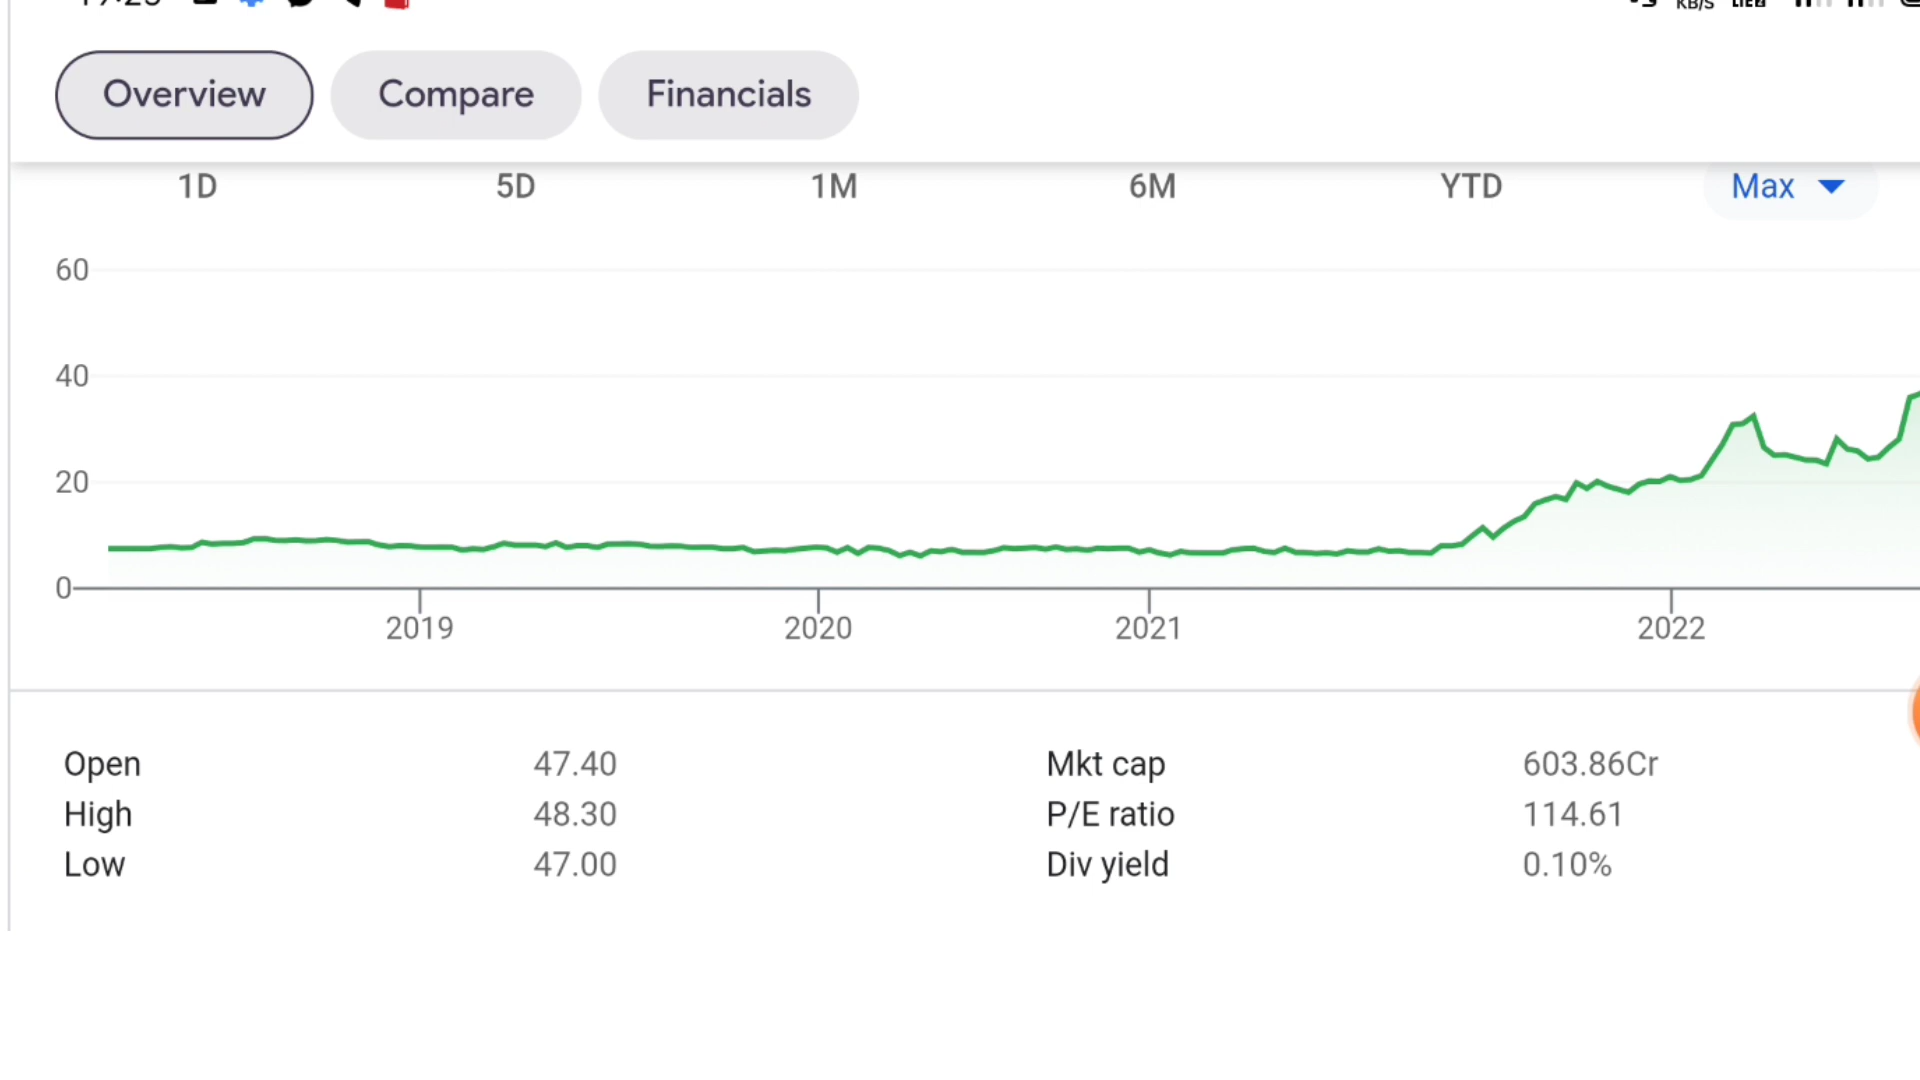 KB/S
Overview Compare Financials
1D 5D 1M 6M YTD Max
60
40
20
0
2019 2020 2021 2022
Open 47.40 Mkt cap 603.86Cr
High 48.30 P/E ratio 114.61
Low 47.00 Div yield 0.10%